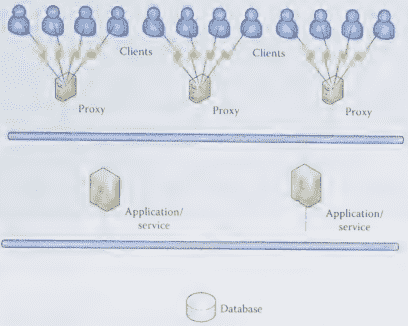 Clients
Clients
Proxy
Proxy
Proxy
Application/
service
Application/
service
Database